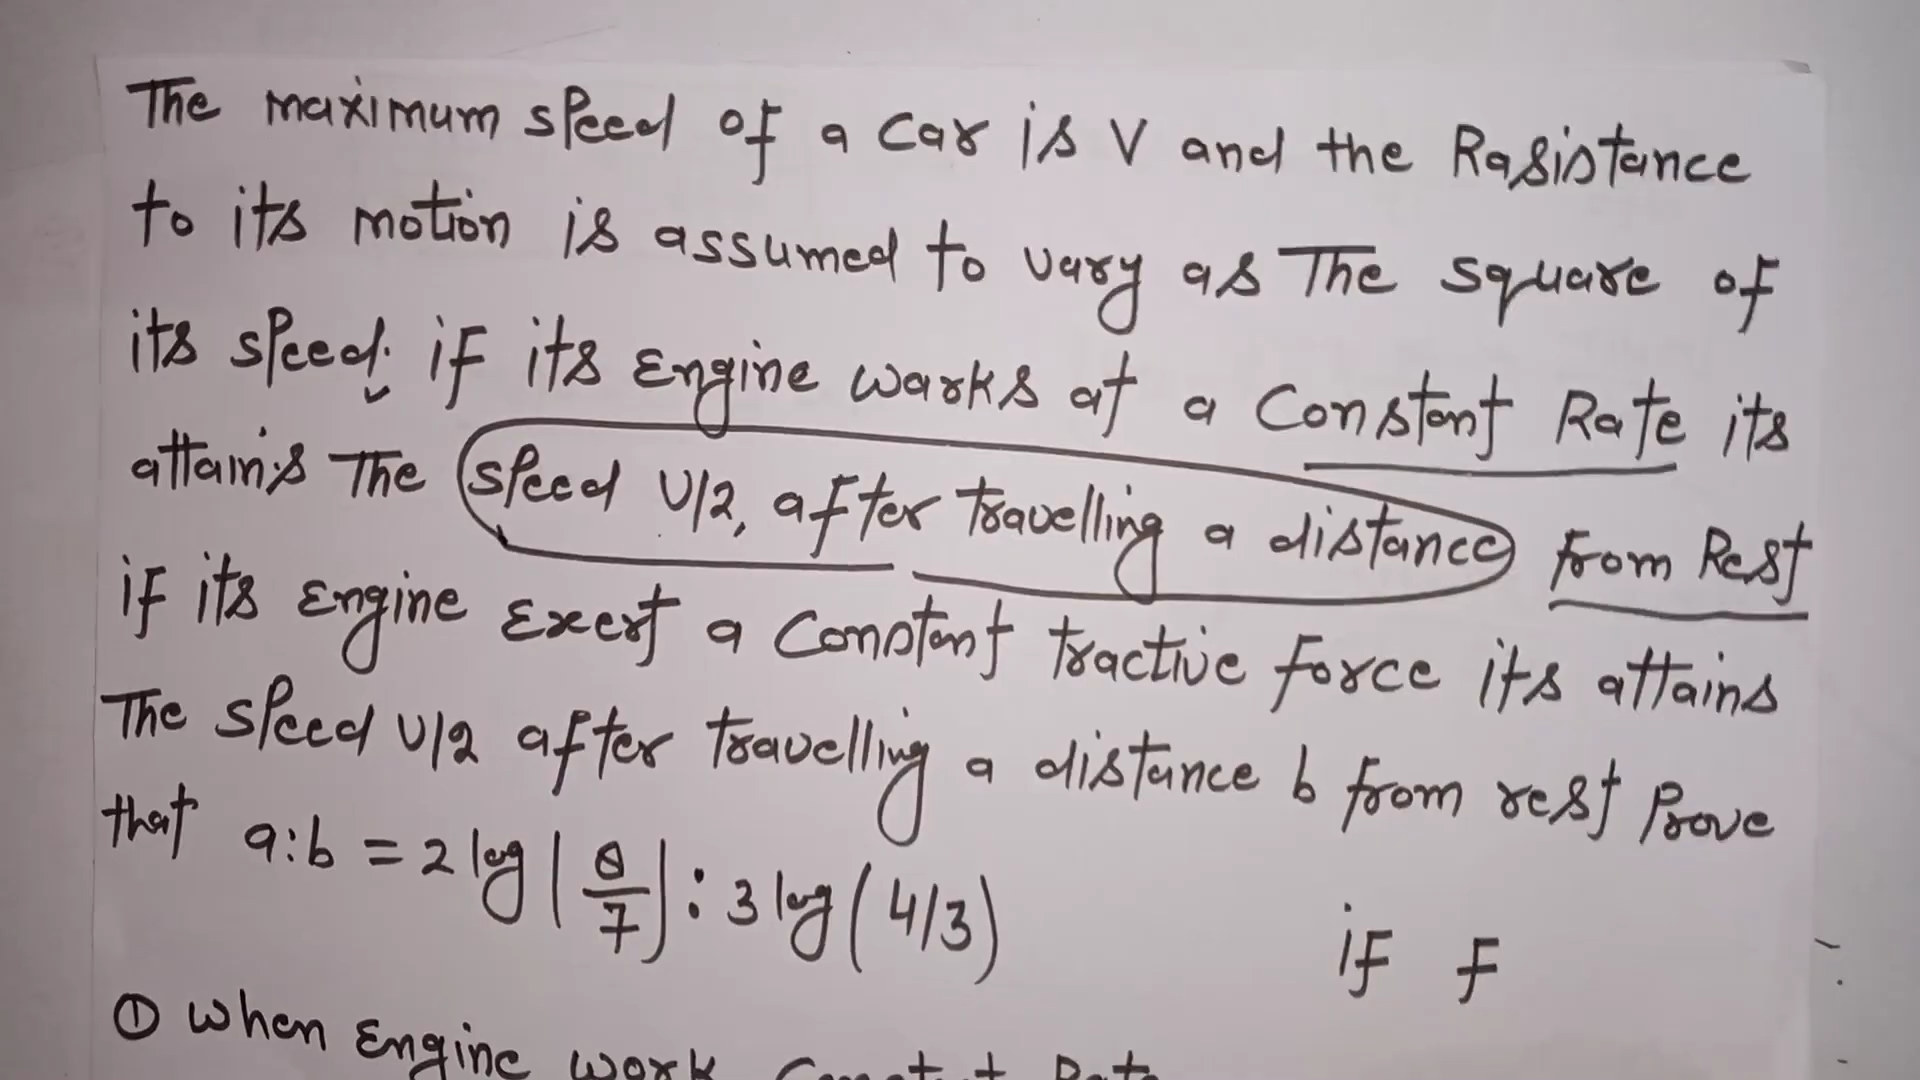 The maximum speed of a car is V and the Rasistance
to its motion is assumed to vary as The square of
its speed. if its Engine works at a Constant Rate its
attains The speed V/2, after travelling a distance from Rest
if its Engine Exert a Constant tractive force its attains
The speed V/2 after travelling a distance b from rest Prove
that a:b = 2 log (8/7) : 3 log (4/3)
if F
① When Engine work Constant Rate